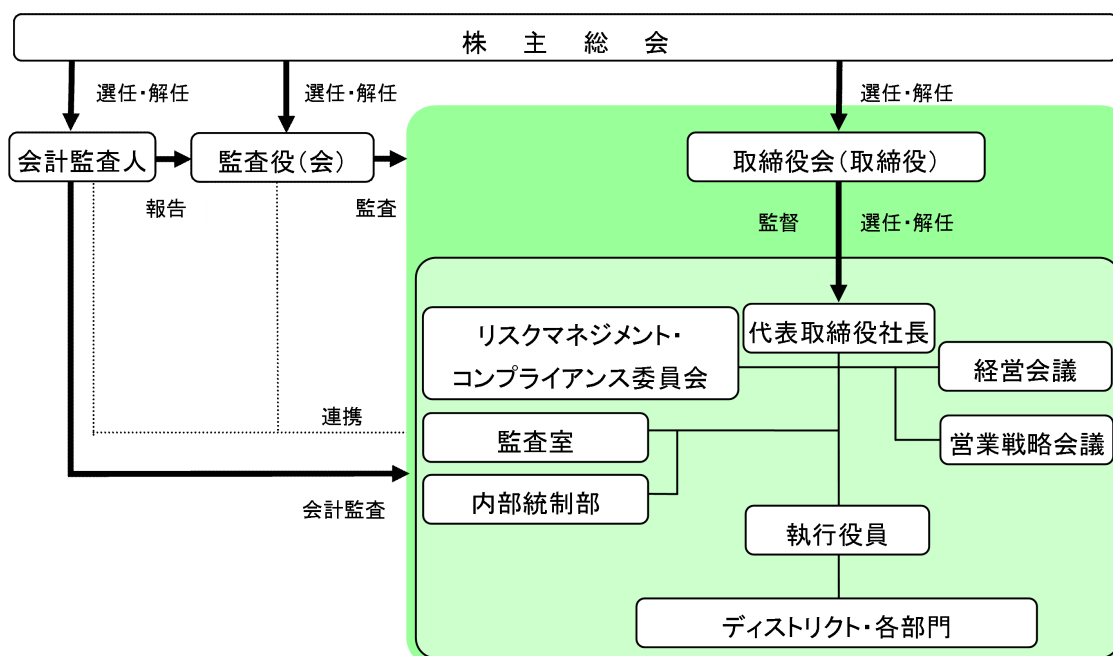 株主総会
選任・解任
選任・解任
選任・解任
会計監査人
監査役(会)
取締役会(取締役)
報告
監査
監督
選任・解任
リスクマネジメント・
コンプライアンス委員会
代表取締役社長
経営会議
連携
監査室
営業戦略会議
会計監査
内部統制部
執行役員
ディストリクト・各部門